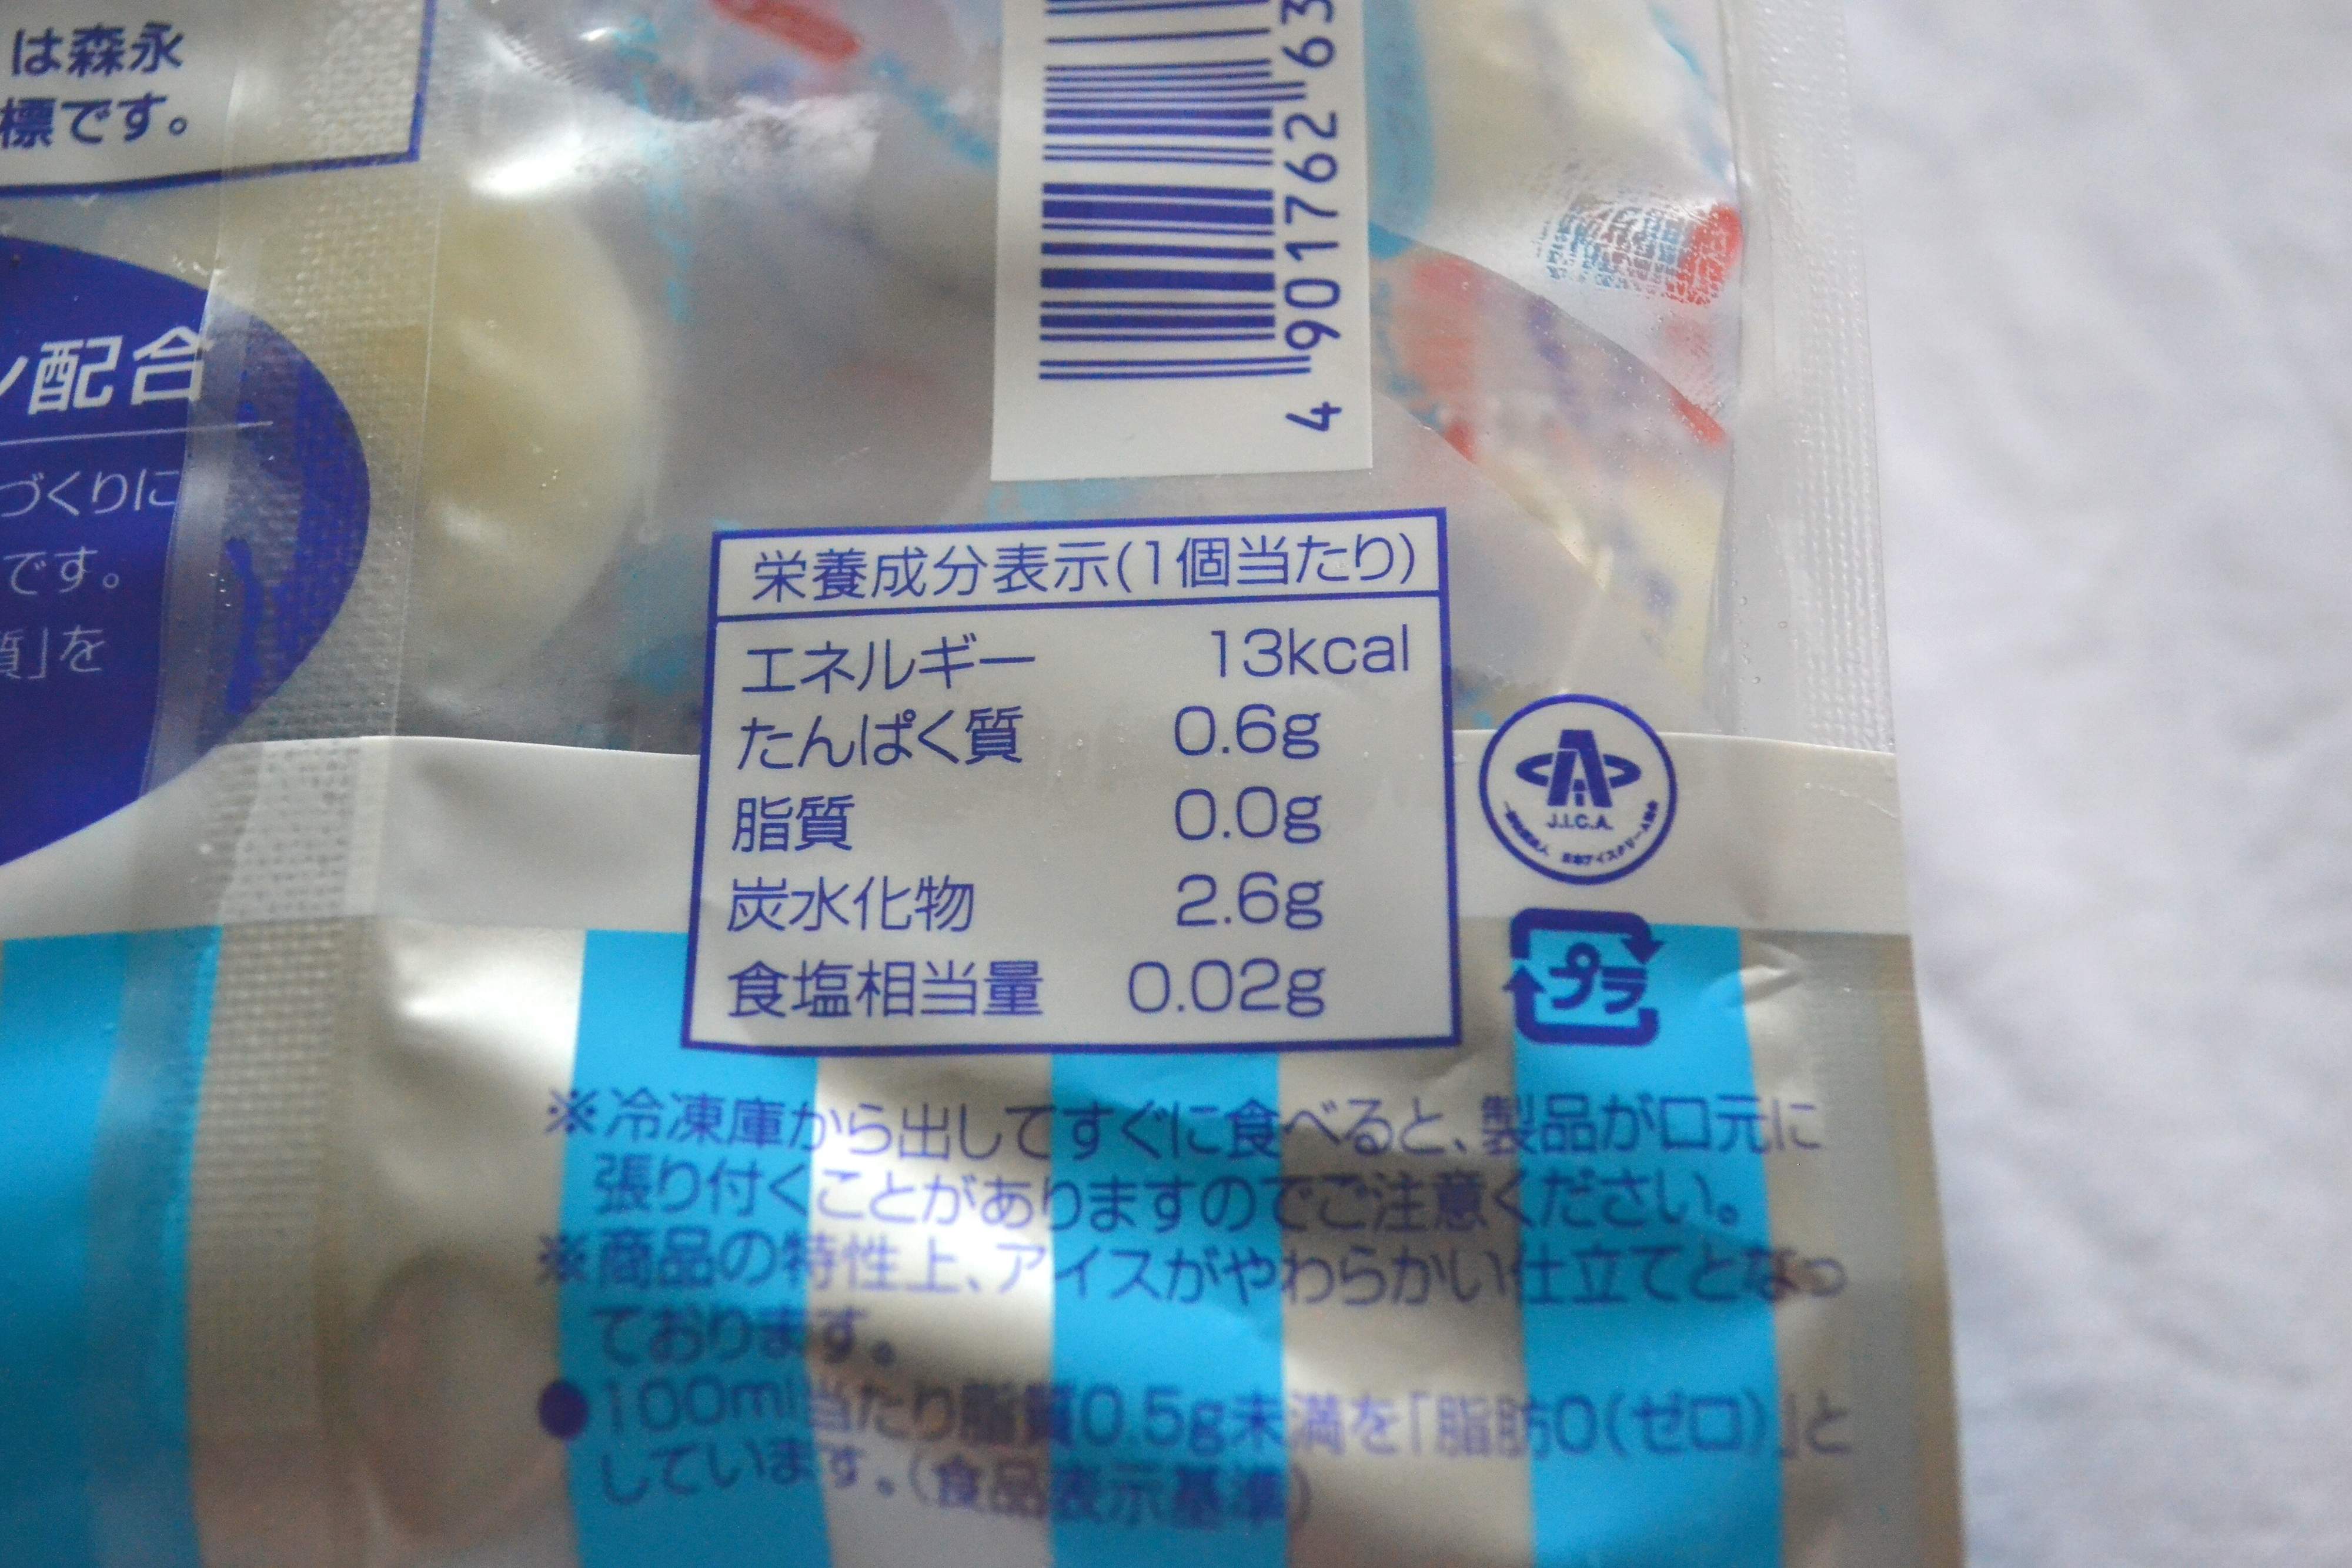 は森永
標です。
配合
づくりに
です。
質」を
4 901762 63
栄養成分表示(1個当たり)
エネルギー 13kcal
たんぱく質 0.6g
脂質 0.0g
炭水化物 2.6g
食塩相当量 0.02g
J.I.C.A.
プラ
※冷凍庫から出してすぐに食べると、製品が口元に
張り付くことがありますのでご注意ください。
※商品の特性上、アイスがやわらかい仕立てとなっ
ております。
●100ml当たり脂質0.5g未満を「脂肪0(ゼロ)」と
しています。(食品表示基準)